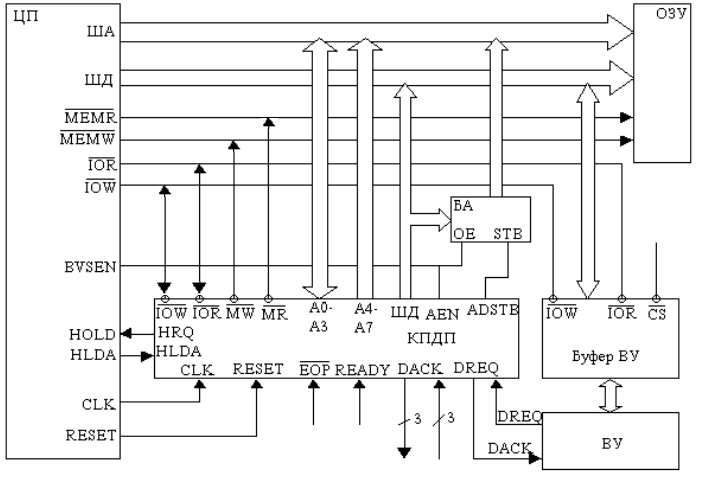 ЦП
ОЗУ
ША
ШД
MEMR
MEMW
IOR
IOW
БА
OE STB
BVSEN
IOW IOR MW MR A0-A3 A4-A7 ШД AEN ADSTB
IOW IOR CS
HOLD
HRQ
КПДП
HLDA
HLDA
Буфер ВУ
CLK RESET EOP READY DACK DREQ
CLK
3
3
DREQ
RESET
DACK
ВУ